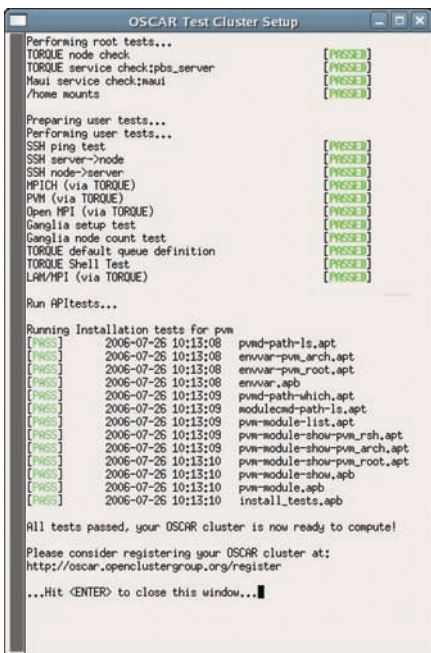 OSCAR Test Cluster Setup
Performing root tests...
TORQUE node check [PASSED]
TORQUE service check:pbs_server [PASSED]
Maui service check:maui [PASSED]
/home mounts [PASSED]
Preparing user tests...
Performing user tests...
SSH ping test [PASSED]
SSH server->node [PASSED]
SSH node->server [PASSED]
MPICH (via TORQUE) [PASSED]
PVM (via TORQUE) [PASSED]
Open MPI (via TORQUE) [PASSED]
Ganglia setup test [PASSED]
Ganglia node count test [PASSED]
TORQUE default queue definition [PASSED]
TORQUE Shell Test [PASSED]
LAM/MPI (via TORQUE) [PASSED]
Run APItests...
Running Installation tests for pvm
[PASS] 2006-07-26 10:13:08 pvmd-path-ls.apt
[PASS] 2006-07-26 10:13:08 envvar-pvm_arch.apt
[PASS] 2006-07-26 10:13:08 envvar-pvm_root.apt
[PASS] 2006-07-26 10:13:08 envvar.apb
[PASS] 2006-07-26 10:13:09 pvmd-path-which.apt
[PASS] 2006-07-26 10:13:09 modulecmd-path-ls.apt
[PASS] 2006-07-26 10:13:09 pvm-module-list.apt
[PASS] 2006-07-26 10:13:09 pvm-module-show-pvm_rsh.apt
[PASS] 2006-07-26 10:13:09 pvm-module-show-pvm_arch.apt
[PASS] 2006-07-26 10:13:10 pvm-module-show-pvm_root.apt
[PASS] 2006-07-26 10:13:10 pvm-module-show.apb
[PASS] 2006-07-26 10:13:10 pvm-module.apb
[PASS] 2006-07-26 10:13:10 install_tests.apb
All tests passed, your OSCAR cluster is now ready to compute!
Please consider registering your OSCAR cluster at:
http://oscar.openclustergroup.org/register
...Hit <ENTER> to close this window...